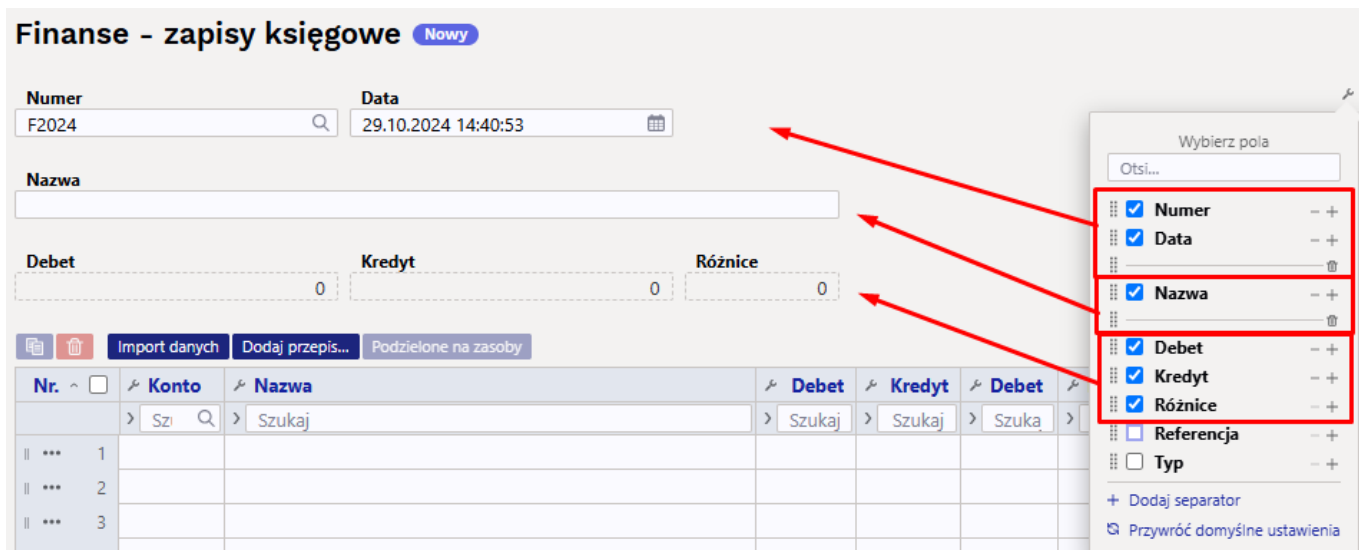 Finanse - zapisy księgowe Nowy
Numer Data
F2024 29.10.2024 14:40:53
Wybierz pola
Otsi...
Nazwa
Numer
Data
Debet Kredyt Różnice
0 0 0
Nazwa
Import danych Dodaj przepis... Podzielone na zasoby
Debet
Kredyt
Różnice
Referencja
Typ
Nr. Konto Nazwa Debet Kredyt Debet
Szu Szukaj Szukaj Szukaj Szuka
1
2
3
+ Dodaj separator
Przywróć domyślne ustawienia